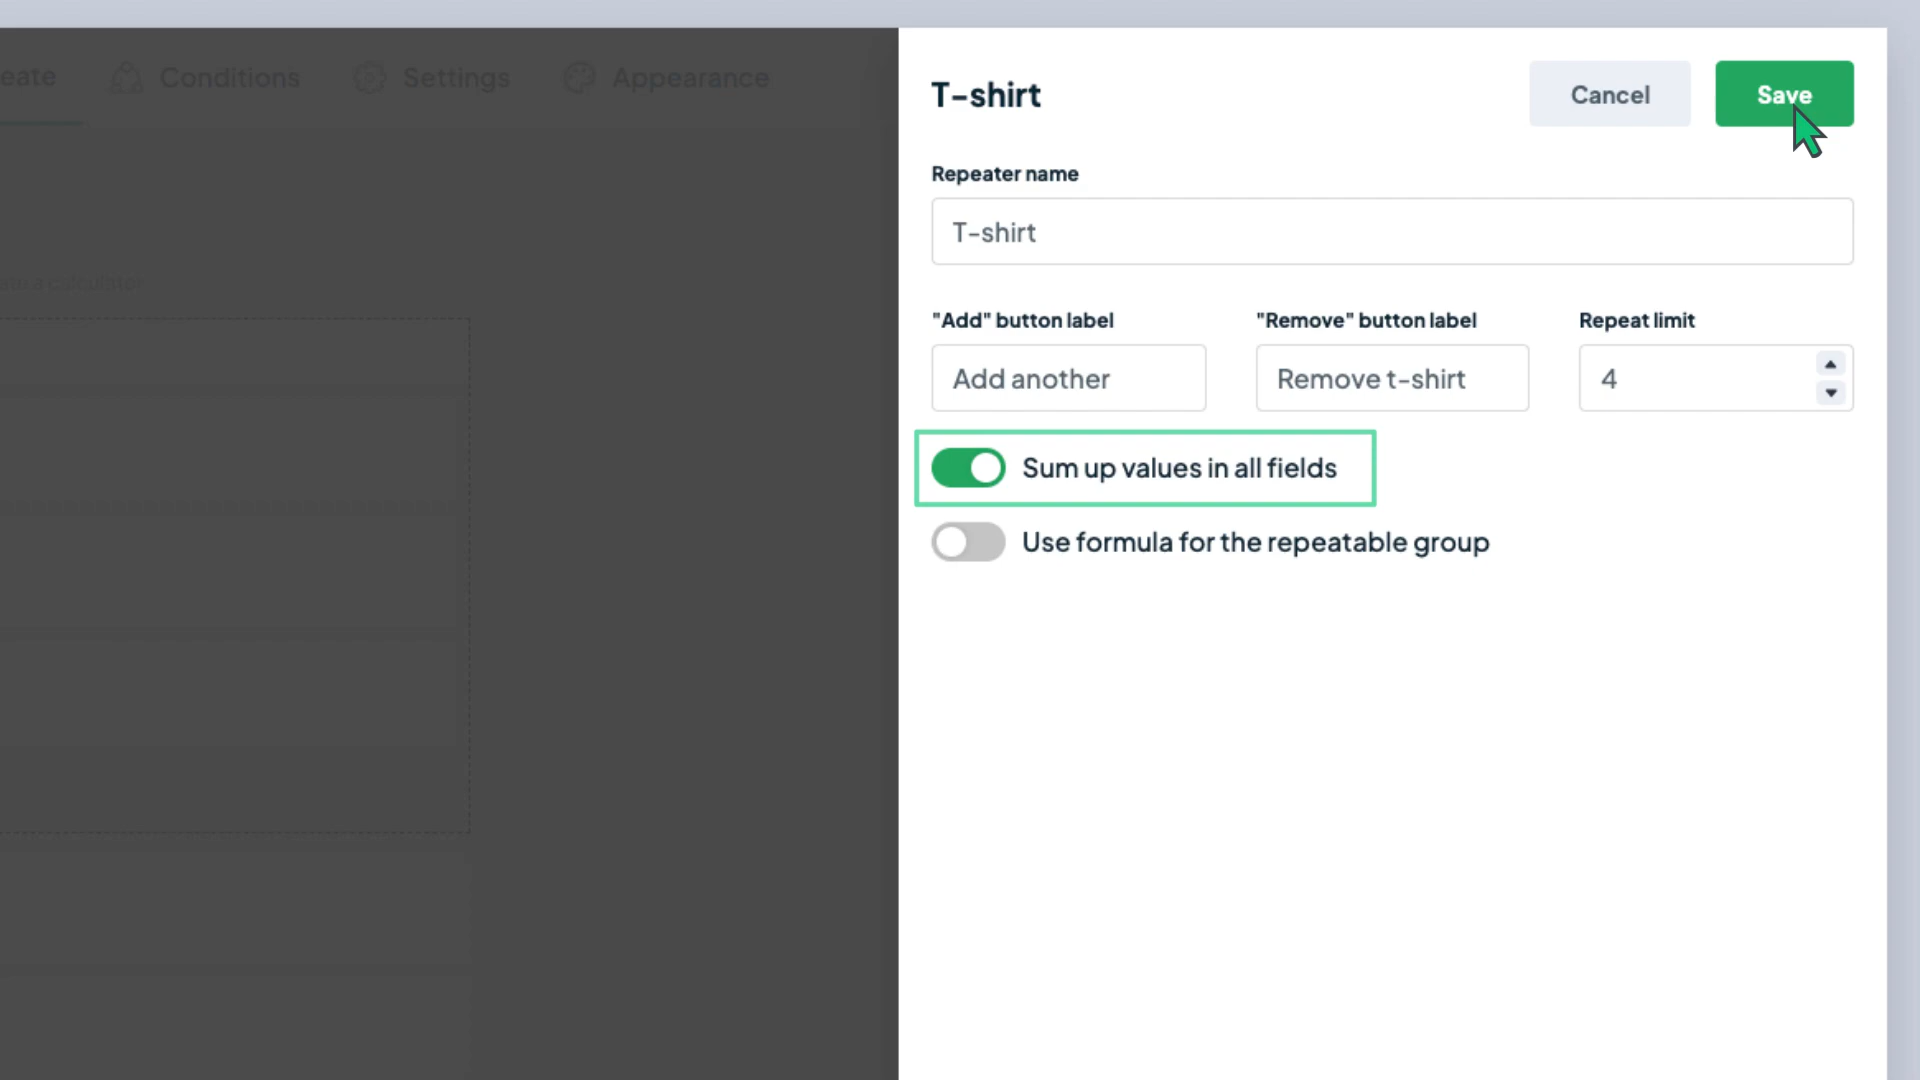 Conditions
Settings
Appearance
T-shirt
Cancel
Save
Repeater name
T-shirt
"Add" button label
"Remove" button label
Repeat limit
Add another
Remove t-shirt
4
Sum up values in all fields
Use formula for the repeatable group
a calculator